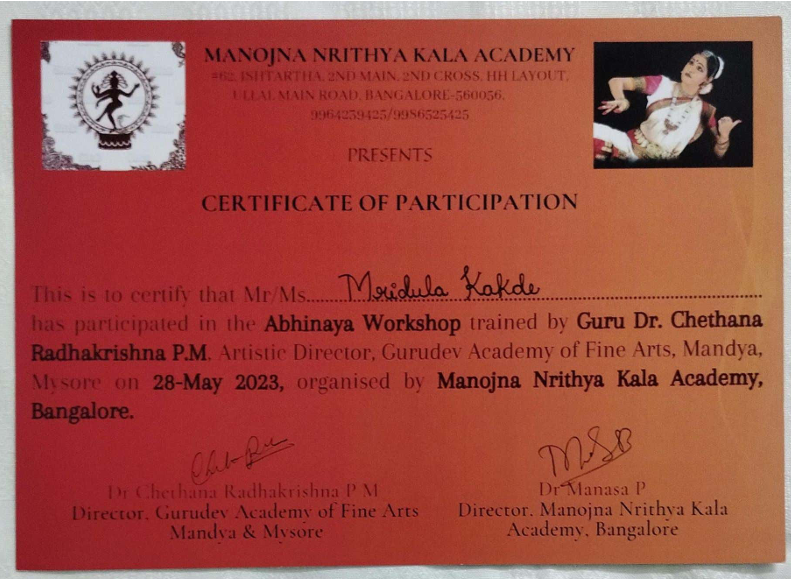 MANOJNA NRITHYA KALA ACADEMY
#62, ISHTARTHA, 2ND MAIN, 2ND CROSS, HH LAYOUT,
ULLAL MAIN ROAD, BANGALORE-560056.
9964239425/9986525425
PRESENTS
CERTIFICATE OF PARTICIPATION
This is to certify that Mr/Ms....Mridula Kakde....
has participated in the Abhinaya Workshop trained by Guru Dr. Chethana
Radhakrishna P.M. Artistic Director, Gurudev Academy of Fine Arts, Mandya,
Mysore on 28-May 2023, organised by Manojna Nrithya Kala Academy,
Bangalore.
Dr Chethana Radhakrishna P M
Director, Gurudev Academy of Fine Arts
Mandya & Mysore
Dr Manasa P
Director, Manojna Nrithya Kala
Academy, Bangalore